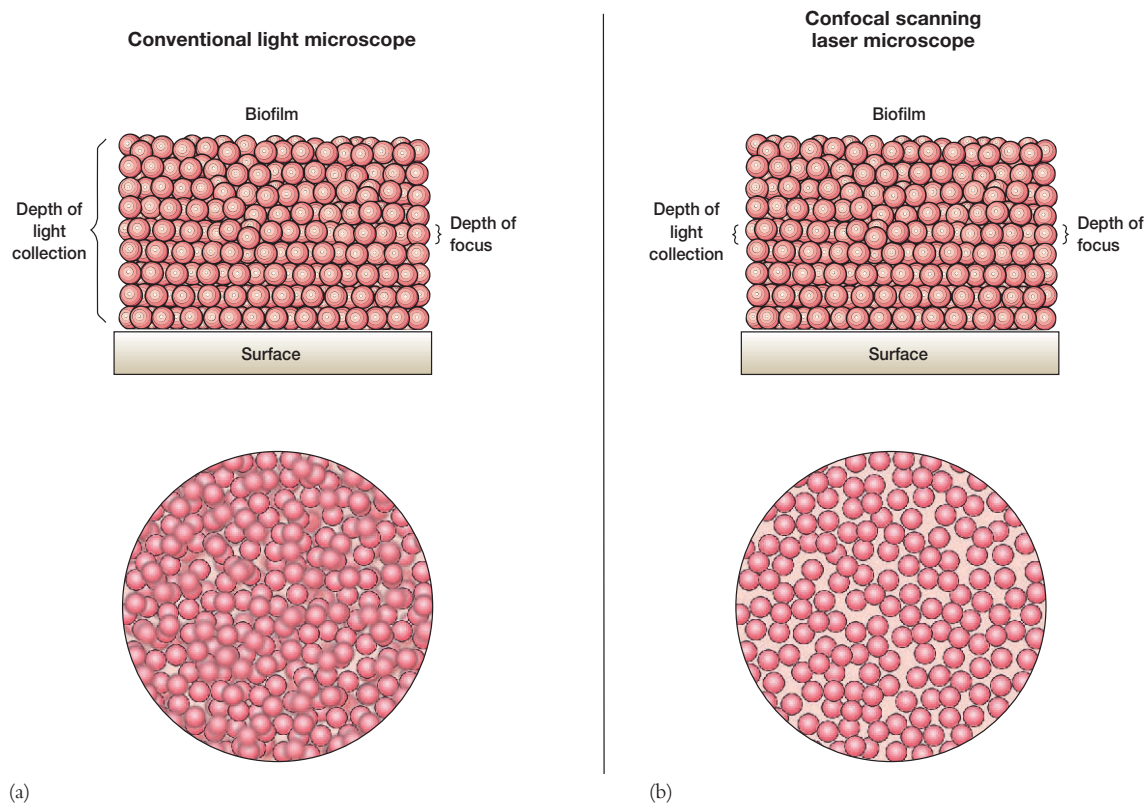 Conventional light microscope
Biofilm
Depth of
light
collection
Depth of
focus
Surface
(a)
Confocal scanning
laser microscope
Biofilm
Depth of
light
collection
Depth of
focus
Surface
(b)